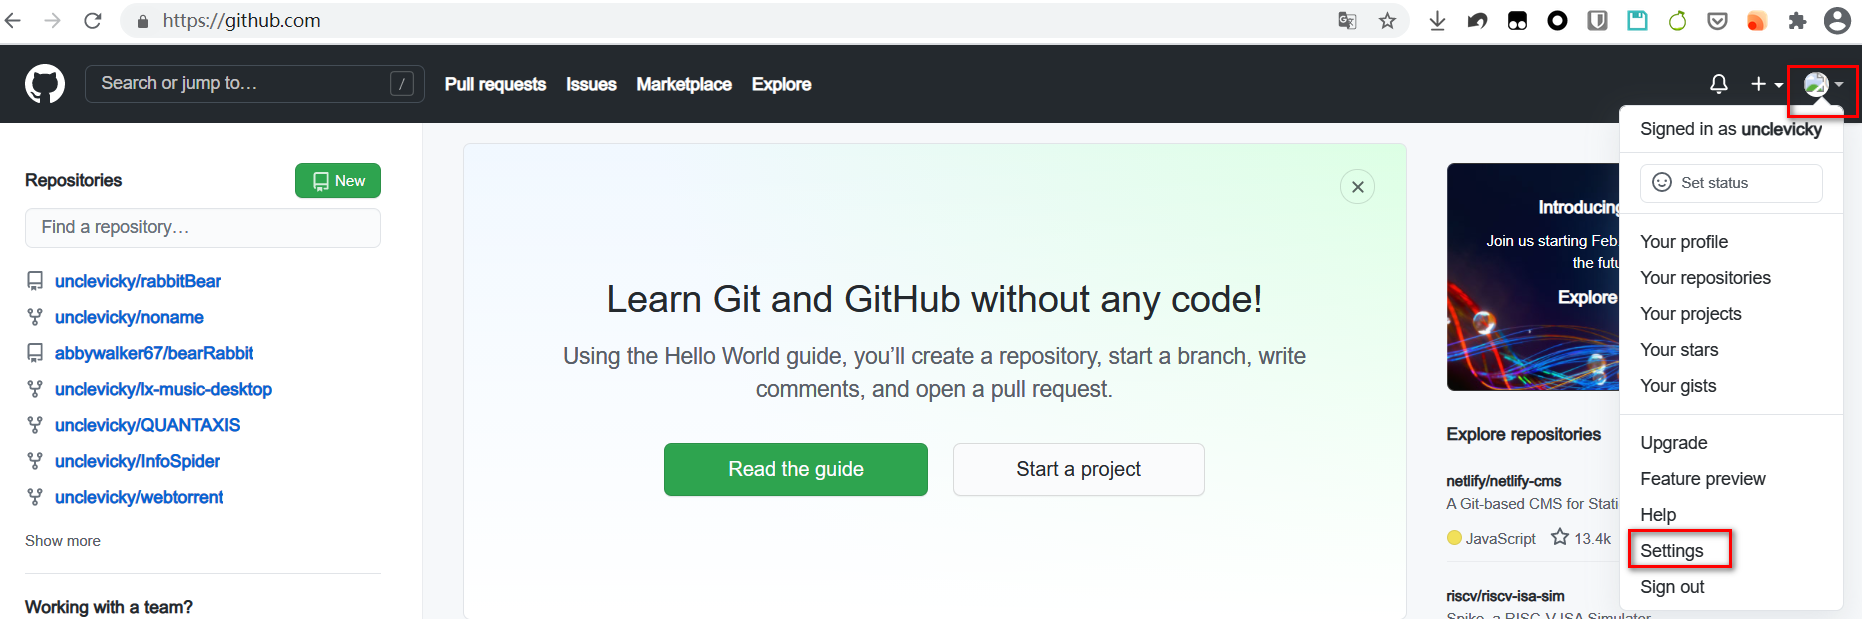 https://github.com
Search or jump to…
/
Pull requests
Issues
Marketplace
Explore
Signed in as unclevicky
Set status
Your profile
Your repositories
Your projects
Your stars
Your gists
Upgrade
Feature preview
Help
Settings
Sign out
Repositories
New
Find a repository…
unclevicky/rabbitBear
unclevicky/noname
abbywalker67/bearRabbit
unclevicky/lx-music-desktop
unclevicky/QUANTAXIS
unclevicky/InfoSpider
unclevicky/webtorrent
Show more
Working with a team?
Learn Git and GitHub without any code!
Using the Hello World guide, you’ll create a repository, start a branch, write
comments, and open a pull request.
Read the guide
Start a project
Introducing
Join us starting Feb
the futu
Explore
Explore repositories
netlify/netlify-cms
A Git-based CMS for Stati
JavaScript
13.4k
riscv/riscv-isa-sim
Spike, a RISC-V ISA Simulator